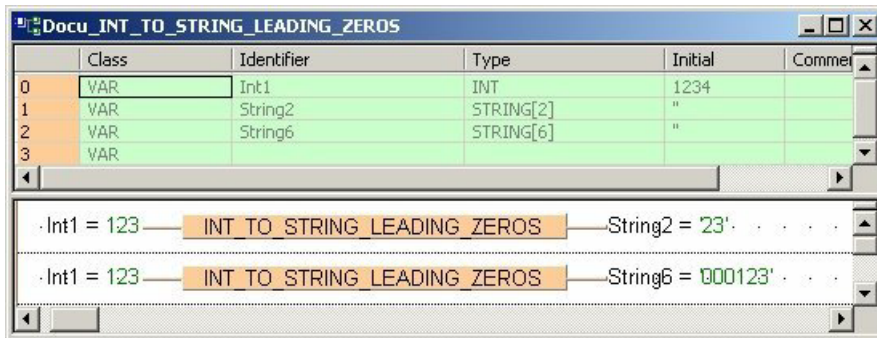 Docu_INT_TO_STRING_LEADING_ZEROS
Class Identifier Type Initial Commer
0 VAR Int1 INT 1234
1 VAR String2 STRING[2] ''
2 VAR String6 STRING[6] ''
3 VAR
Int1 = 123 INT_TO_STRING_LEADING_ZEROS String2 = '23'
Int1 = 123 INT_TO_STRING_LEADING_ZEROS String6 = '000123'